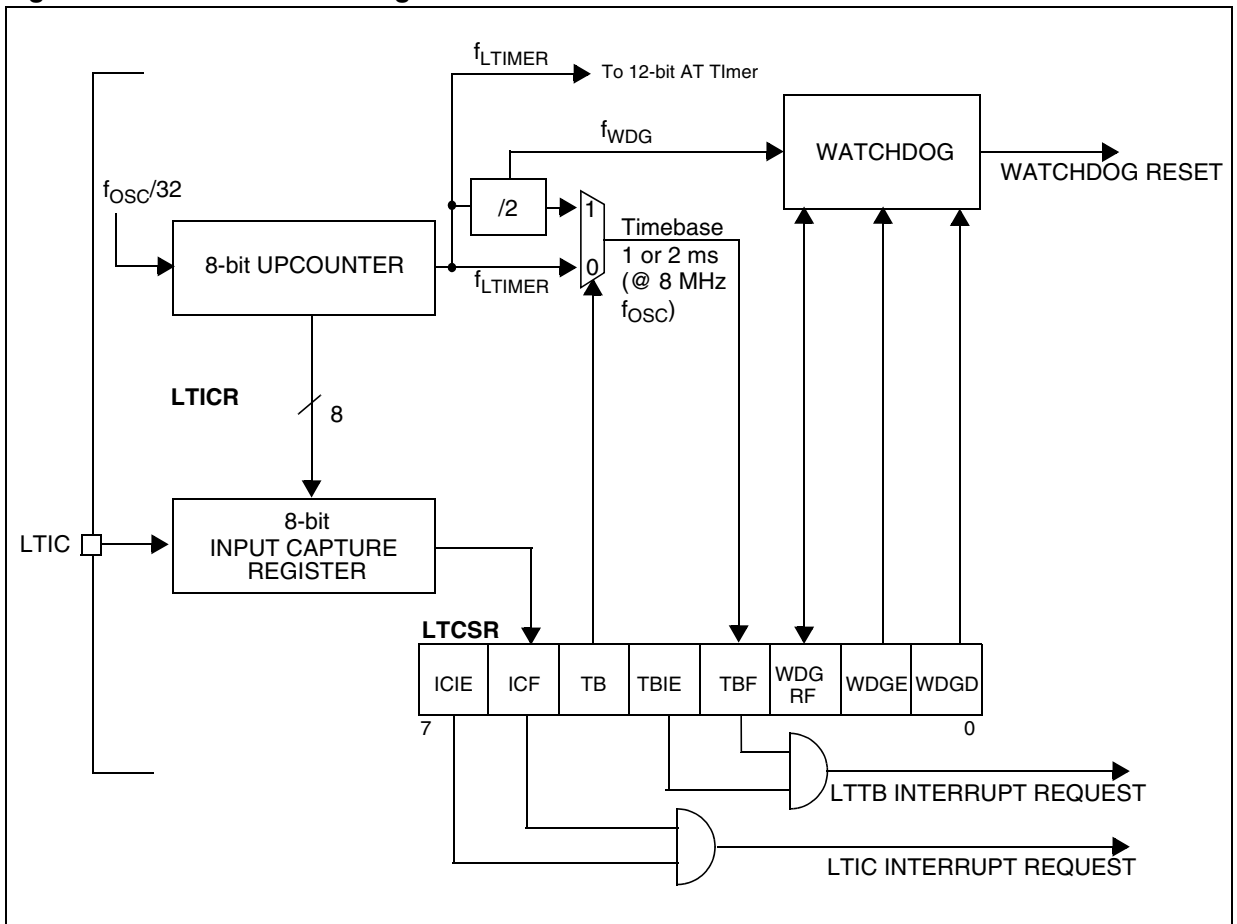 fLTIMER
To 12-bit AT TImer
fWDG
WATCHDOG
WATCHDOG RESET
fOSC/32
/2
1
Timebase
1 or 2 ms
(@ 8 MHz
fOSC)
8-bit UPCOUNTER
0
fLTIMER
LTICR
8
LTIC
8-bit
INPUT CAPTURE
REGISTER
LTCSR
ICIE
ICF
TB
TBIE
TBF
WDG
RF
WDGE
WDGD
7
0
LTTB INTERRUPT REQUEST
LTIC INTERRUPT REQUEST